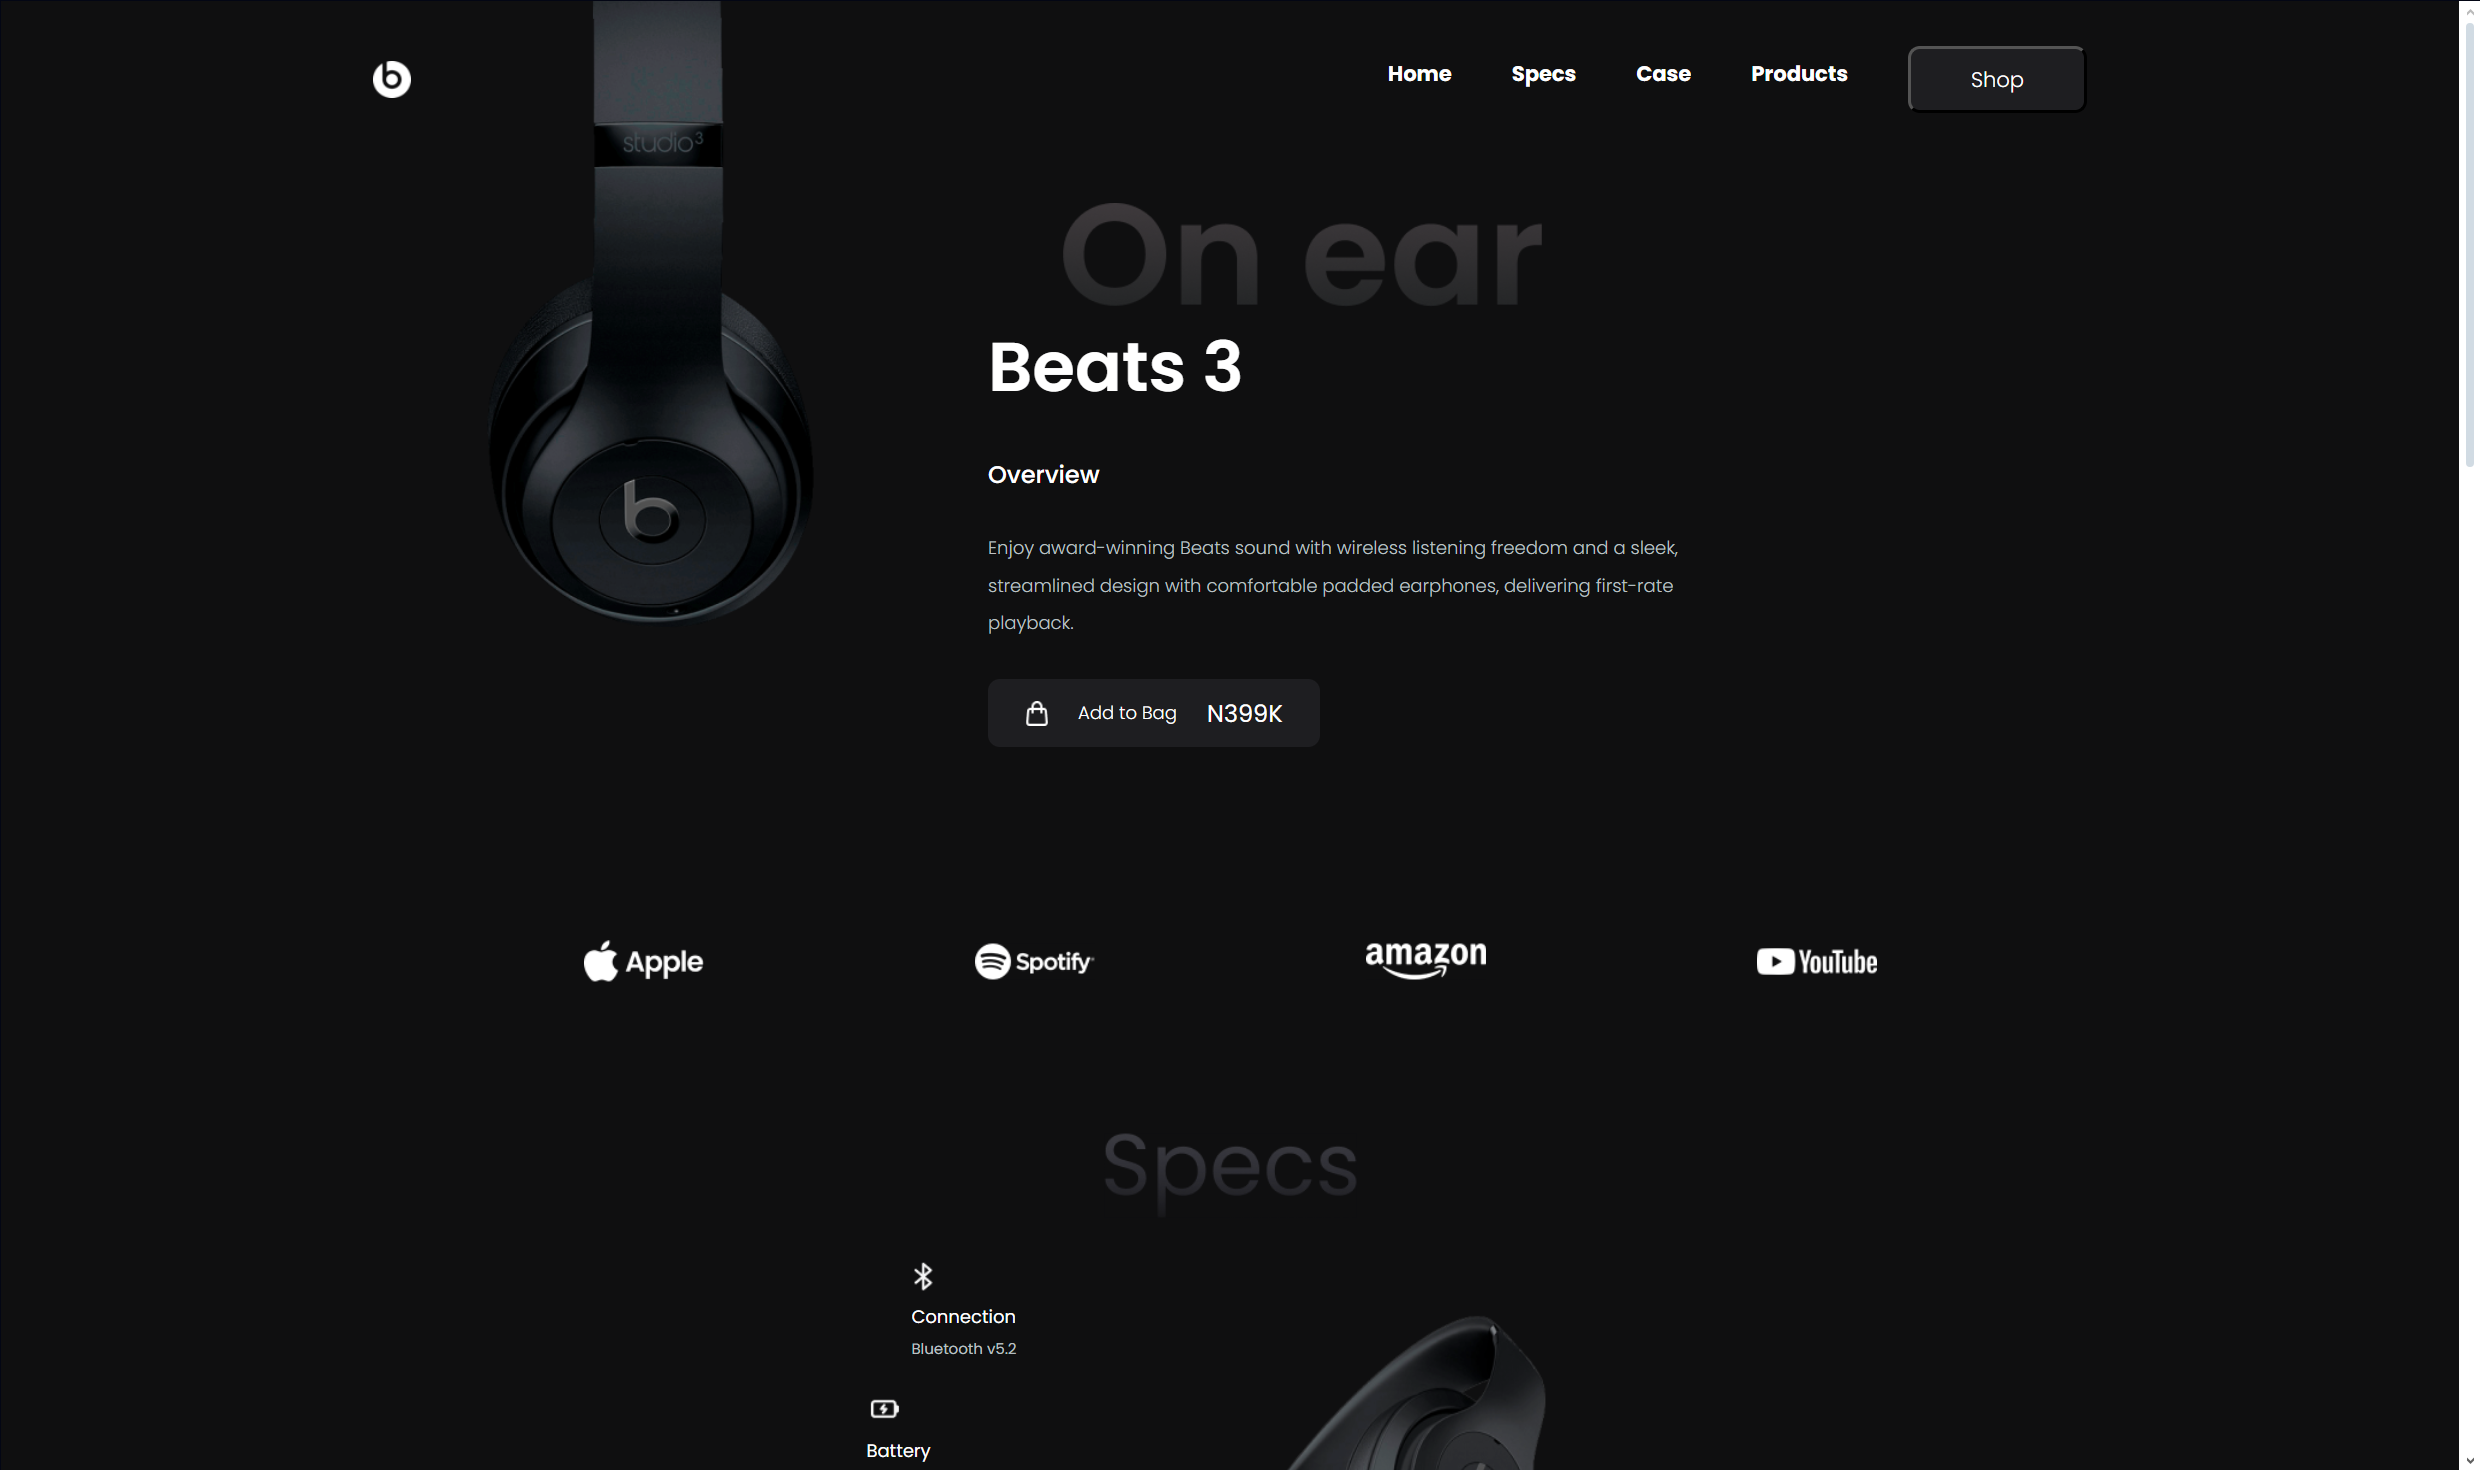 Home Specs Case Products Shop
studio³
On ear
Beats 3
Overview
Enjoy award-winning Beats sound with wireless listening freedom and a sleek,
streamlined design with comfortable padded earphones, delivering first-rate
playback.
Add to Bag N399K
Apple Spotify amazon YouTube
Specs
Connection
Bluetooth v5.2
Battery